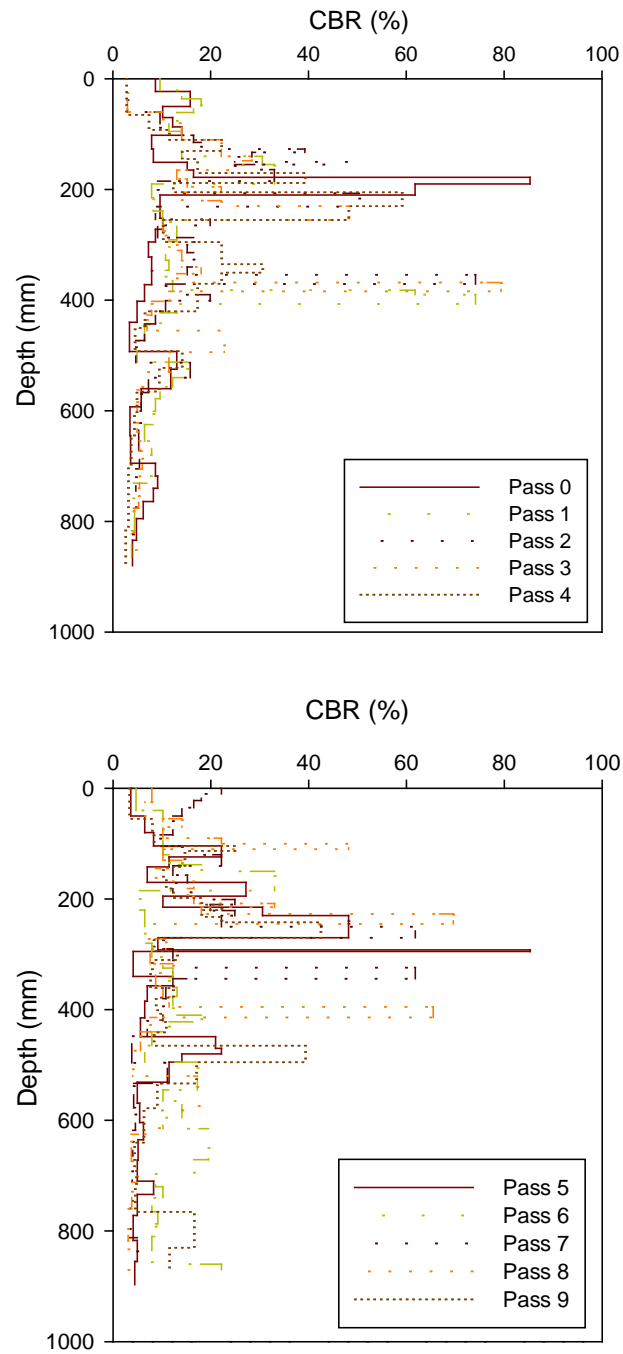 CBR (%)
0 20 40 60 80 100
0
200
400
600
800
1000
Depth (mm)
Pass 0
Pass 1
Pass 2
Pass 3
Pass 4
CBR (%)
0 20 40 60 80 100
0
200
400
600
800
1000
Depth (mm)
Pass 5
Pass 6
Pass 7
Pass 8
Pass 9